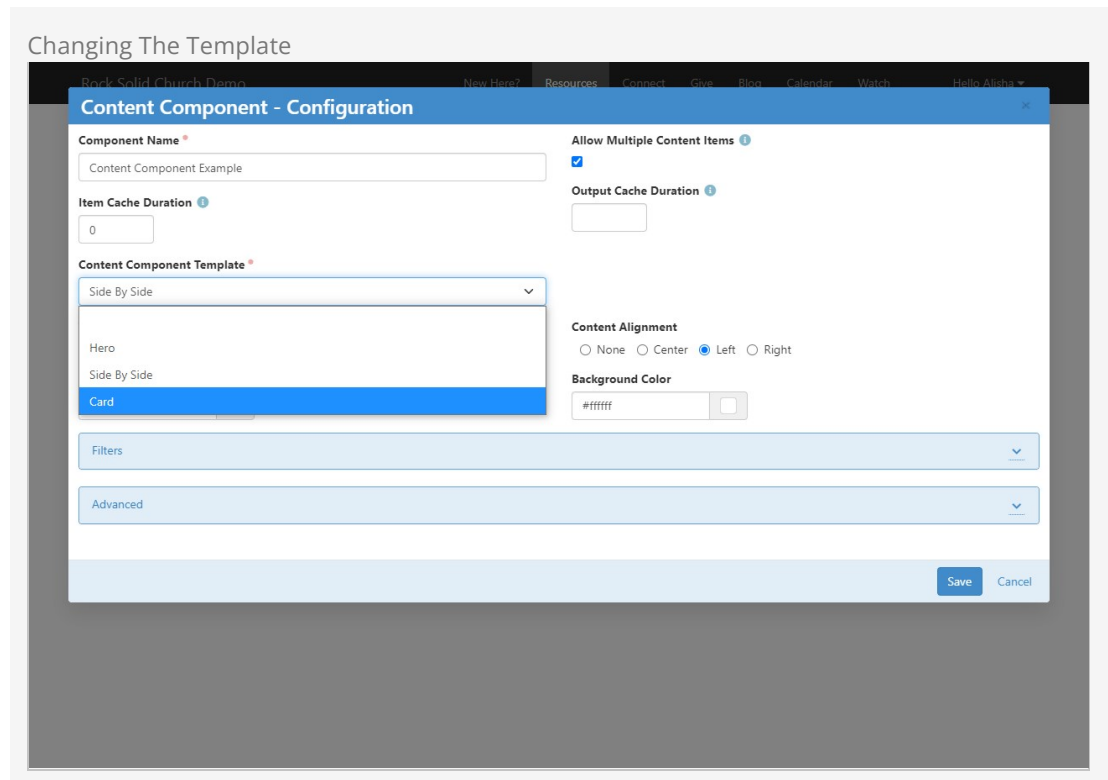 Changing The Template
Rock Solid Church Demo New Here? Resources Connect Give Blog Calendar Watch Hello Alisha
Content Component - Configuration ×
Component Name *
Content Component Example
Allow Multiple Content Items
Item Cache Duration
0
Output Cache Duration
Content Component Template *
Side By Side
Hero
Side By Side
Card
Content Alignment
None Center Left Right
Background Color
#ffffff
Filters
Advanced
Save Cancel